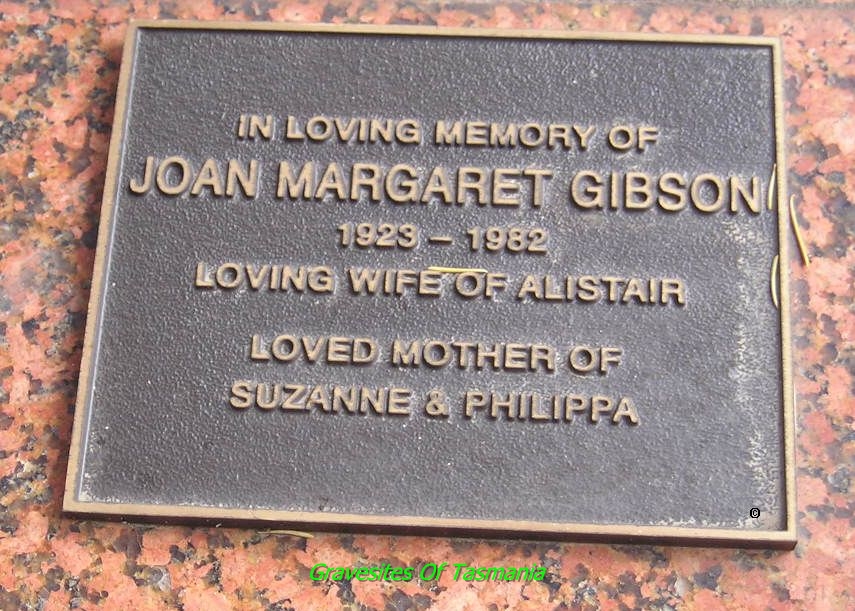 IN LOVING MEMORY OF
JOAN MARGARET GIBSON
1923 – 1982
LOVING WIFE OF ALISTAIR
LOVED MOTHER OF
SUZANNE & PHILIPPA
©
Gravesites Of Tasmania